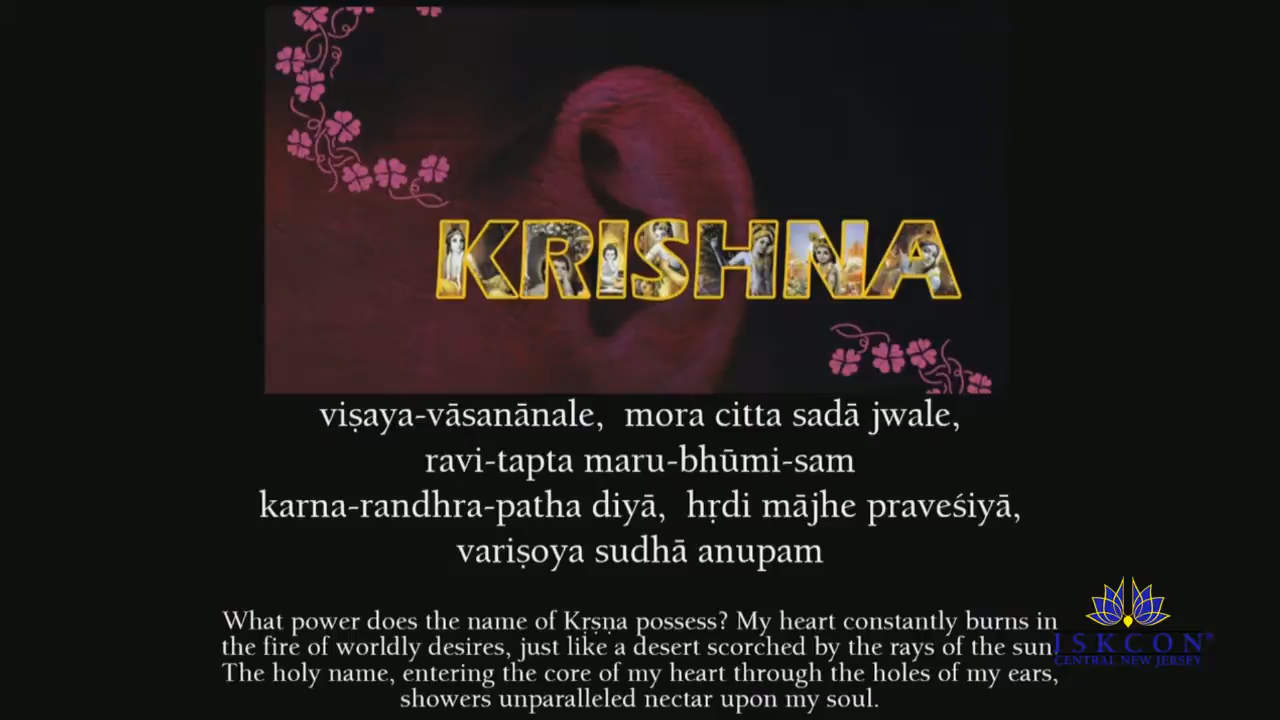 KRISHNA
viṣaya-vāsanānale, mora citta sadā jwale,
ravi-tapta maru-bhūmi-sam
karna-randhra-patha diyā, hṛdi mājhe praveśiyā,
variṣoya sudhā anupam
What power does the name of Kṛṣṇa possess? My heart constantly burns in
the fire of worldly desires, just like a desert scorched by the rays of the sun.
The holy name, entering the core of my heart through the holes of my ears,
showers unparalleled nectar upon my soul.
ISKCON®
CENTRAL NEW JERSEY